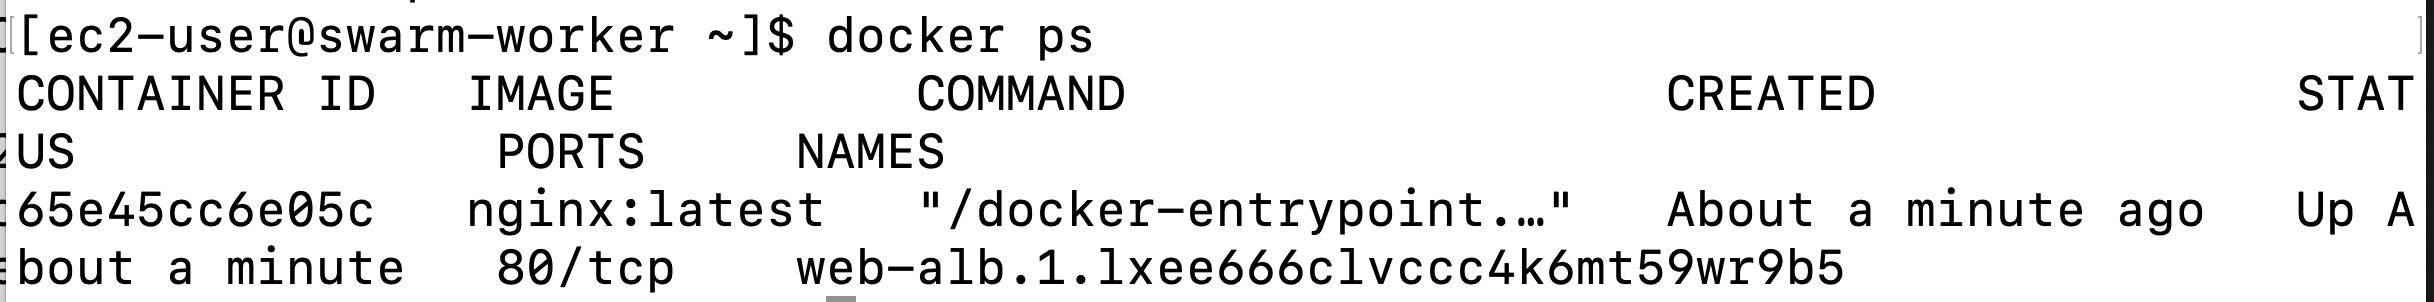 [ec2-user@swarm-worker ~]$ docker ps
CONTAINER ID   IMAGE          COMMAND                  CREATED              STAT
US              PORTS     NAMES
65e45cc6e05c   nginx:latest   "/docker-entrypoint.…"   About a minute ago   Up A
bout a minute   80/tcp    web-alb.1.lxee666clvccc4k6mt59wr9b5